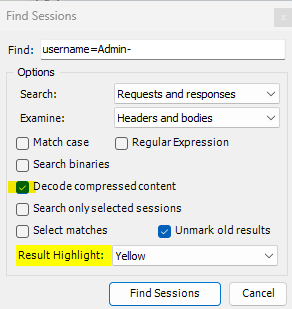 Find Sessions
Find: username=Admin-
Options
Search: Requests and responses
Examine: Headers and bodies
Match case Regular Expression
Search binaries
Decode compressed content
Search only selected sessions
Select matches Unmark old results
Result Highlight: Yellow
Find Sessions Cancel